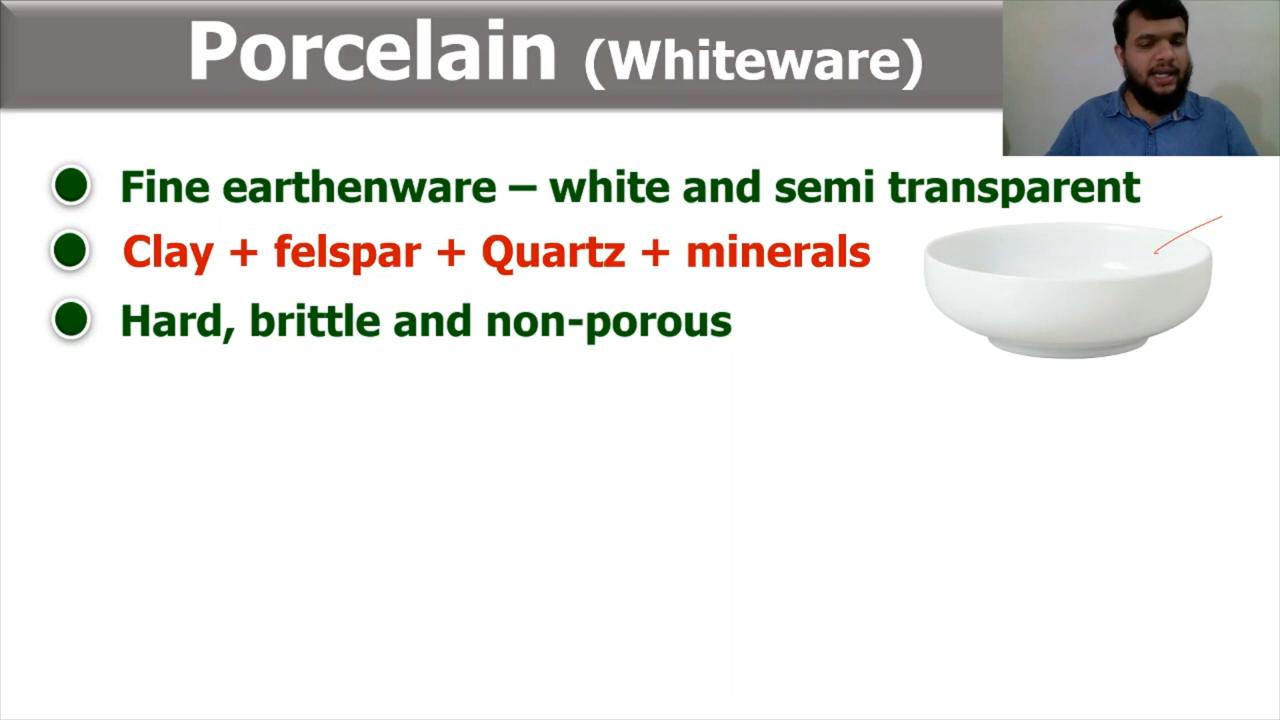 Porcelain (Whiteware)
Fine earthenware – white and semi transparent
Clay + felspar + Quartz + minerals
Hard, brittle and non-porous